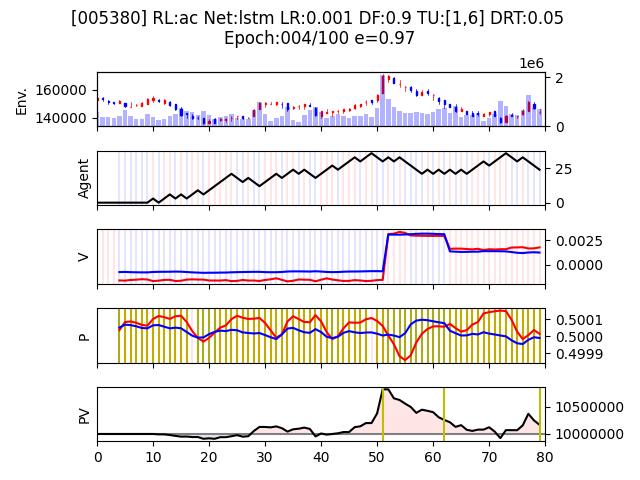 [005380] RL:ac Net:lstm LR:0.001 DF:0.9 TU:[1,6] DRT:0.05
Epoch:004/100 e=0.97
1e6
Env.
160000
140000
2
0
Agent
25
0
V
0.0025
0.0000
P
0.5001
0.5000
0.4999
PV
10500000
10000000
0 10 20 30 40 50 60 70 80